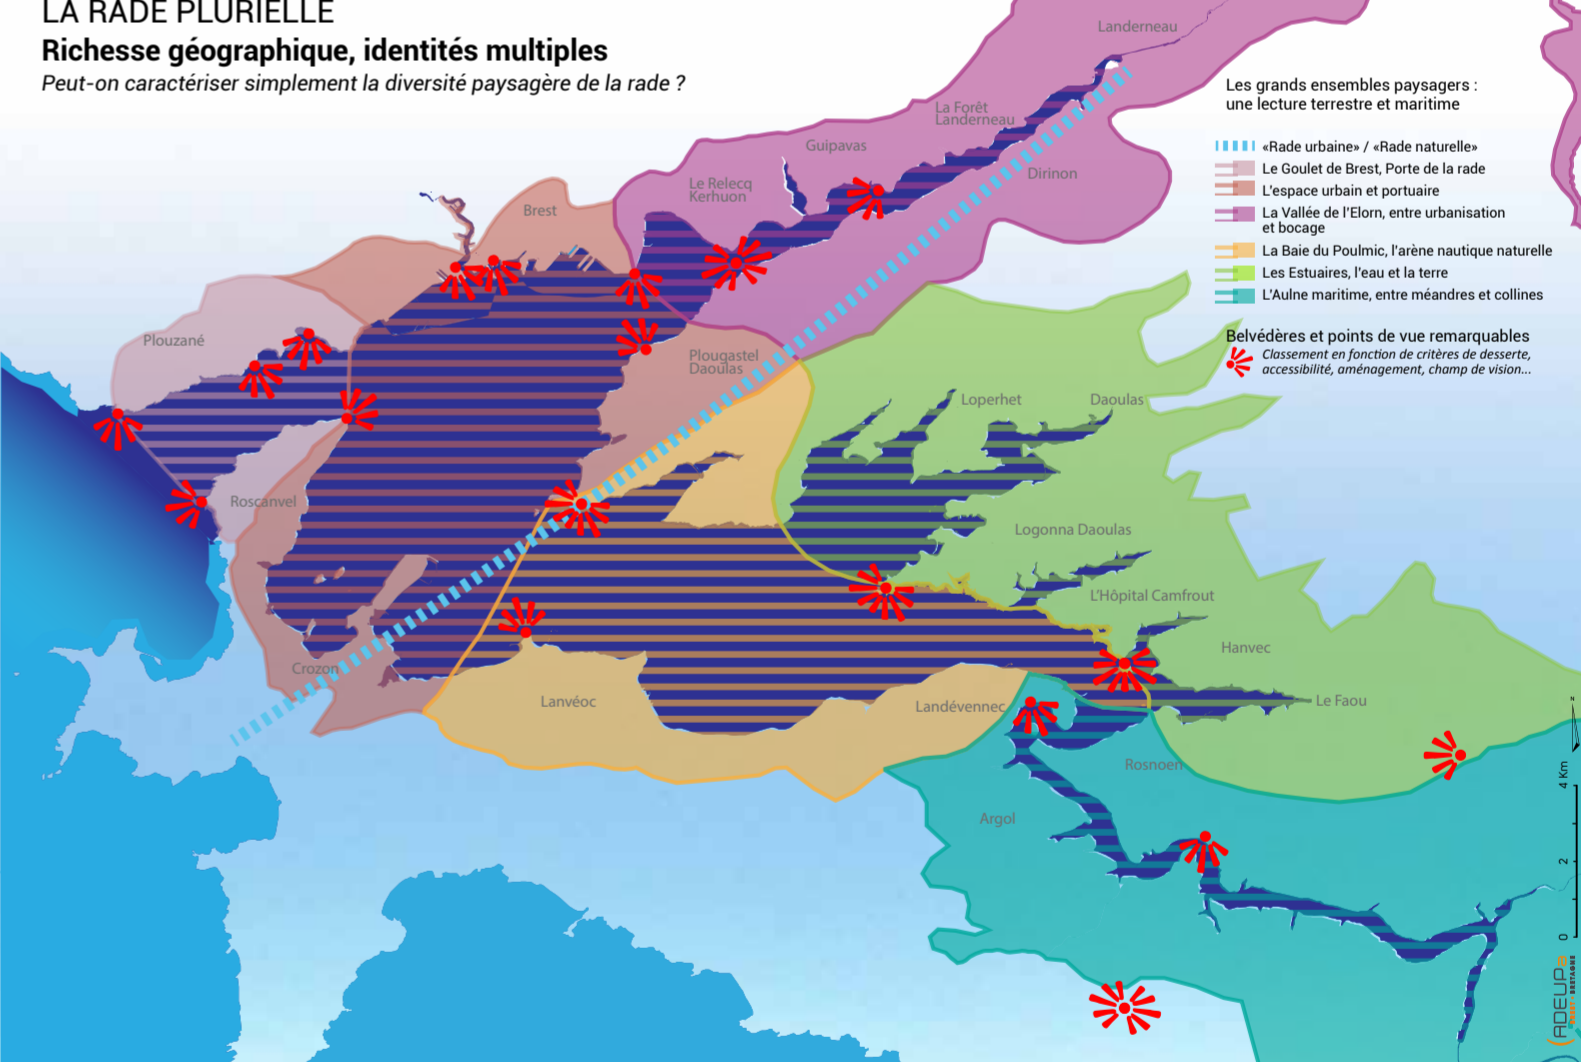 LA RADE PLURIELLE
Richesse géographique, identités multiples
Peut-on caractériser simplement la diversité paysagère de la rade ?
Landerneau
La Forêt
Landerneau
Guipavas
Dirinon
Le Relecq
Kerhuon
Brest
Plouzané
Plougastel
Daoulas
Loperhet
Daoulas
Roscanvel
Logonna Daoulas
L'Hôpital Camfrout
Hanvec
Crozon
Lanvéoc
Landévennec
Le Faou
Rosnoen
Argol
Les grands ensembles paysagers :
une lecture terrestre et maritime
«Rade urbaine» / «Rade naturelle»
Le Goulet de Brest, Porte de la rade
L'espace urbain et portuaire
La Vallée de l'Elorn, entre urbanisation
et bocage
La Baie du Poulmic, l'arène nautique naturelle
Les Estuaires, l'eau et la terre
L'Aulne maritime, entre méandres et collines
Belvédères et points de vue remarquables
Classement en fonction de critères de desserte,
accessibilité, aménagement, champ de vision...
N
4 Km
2
0
ADEUPa
BREST • BRETAGNE